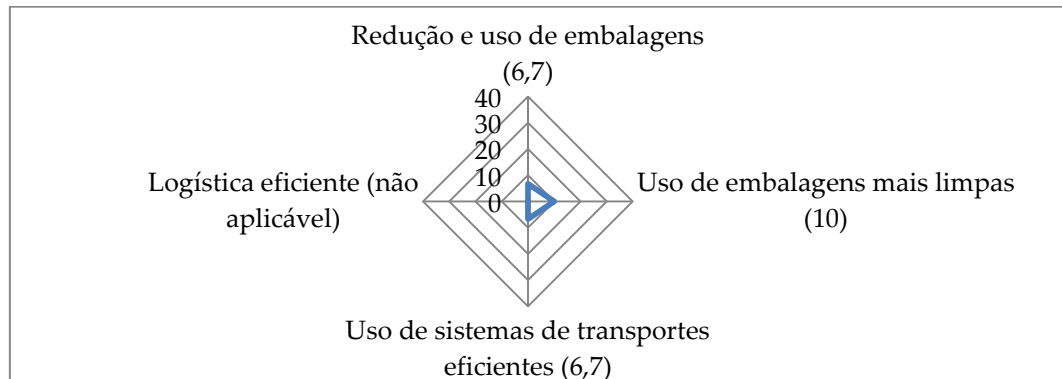 Redução e uso de embalagens
(6,7)
40
30
20
10
0
Logística eficiente (não
aplicável)
Uso de embalagens mais limpas
(10)
Uso de sistemas de transportes
eficientes (6,7)